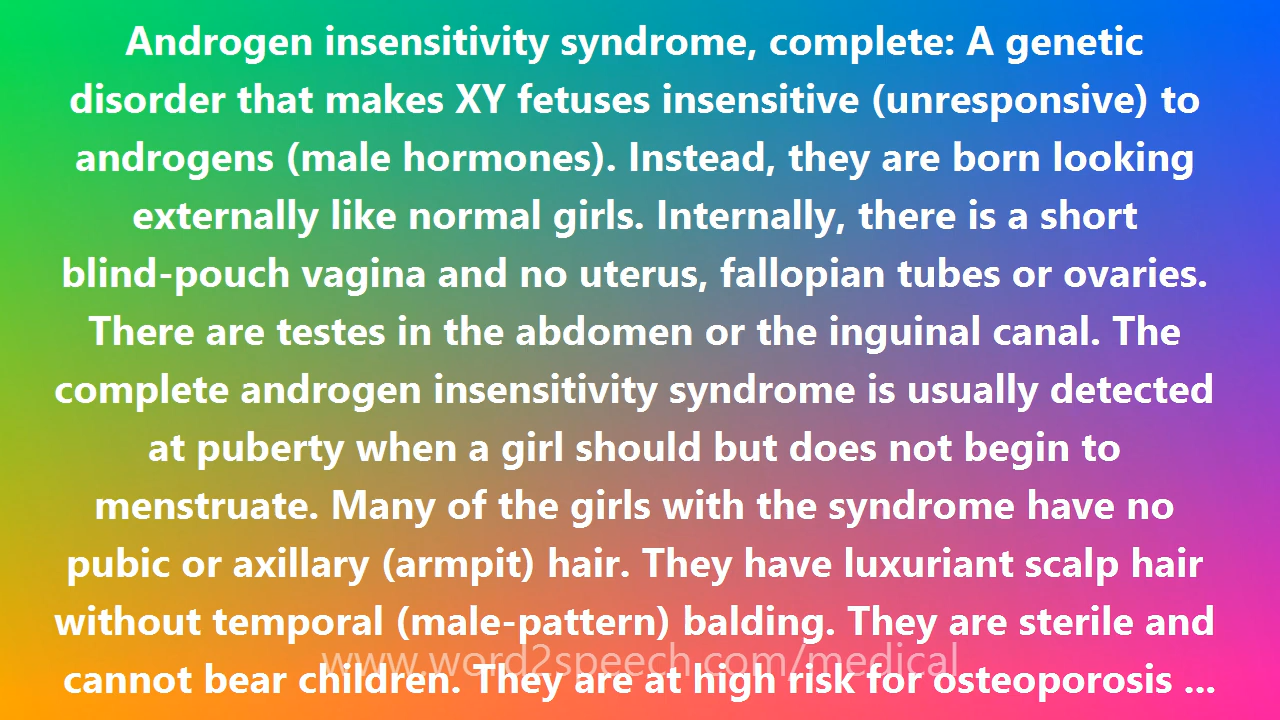 Androgen insensitivity syndrome, complete: A genetic
disorder that makes XY fetuses insensitive (unresponsive) to
androgens (male hormones). Instead, they are born looking
externally like normal girls. Internally, there is a short
blind-pouch vagina and no uterus, fallopian tubes or ovaries.
There are testes in the abdomen or the inguinal canal. The
complete androgen insensitivity syndrome is usually detected
at puberty when a girl should but does not begin to
menstruate. Many of the girls with the syndrome have no
pubic or axillary (armpit) hair. They have luxuriant scalp hair
without temporal (male-pattern) balding. They are sterile and
www.word2speech.com/medical
cannot bear children. They are at high risk for osteoporosis ...